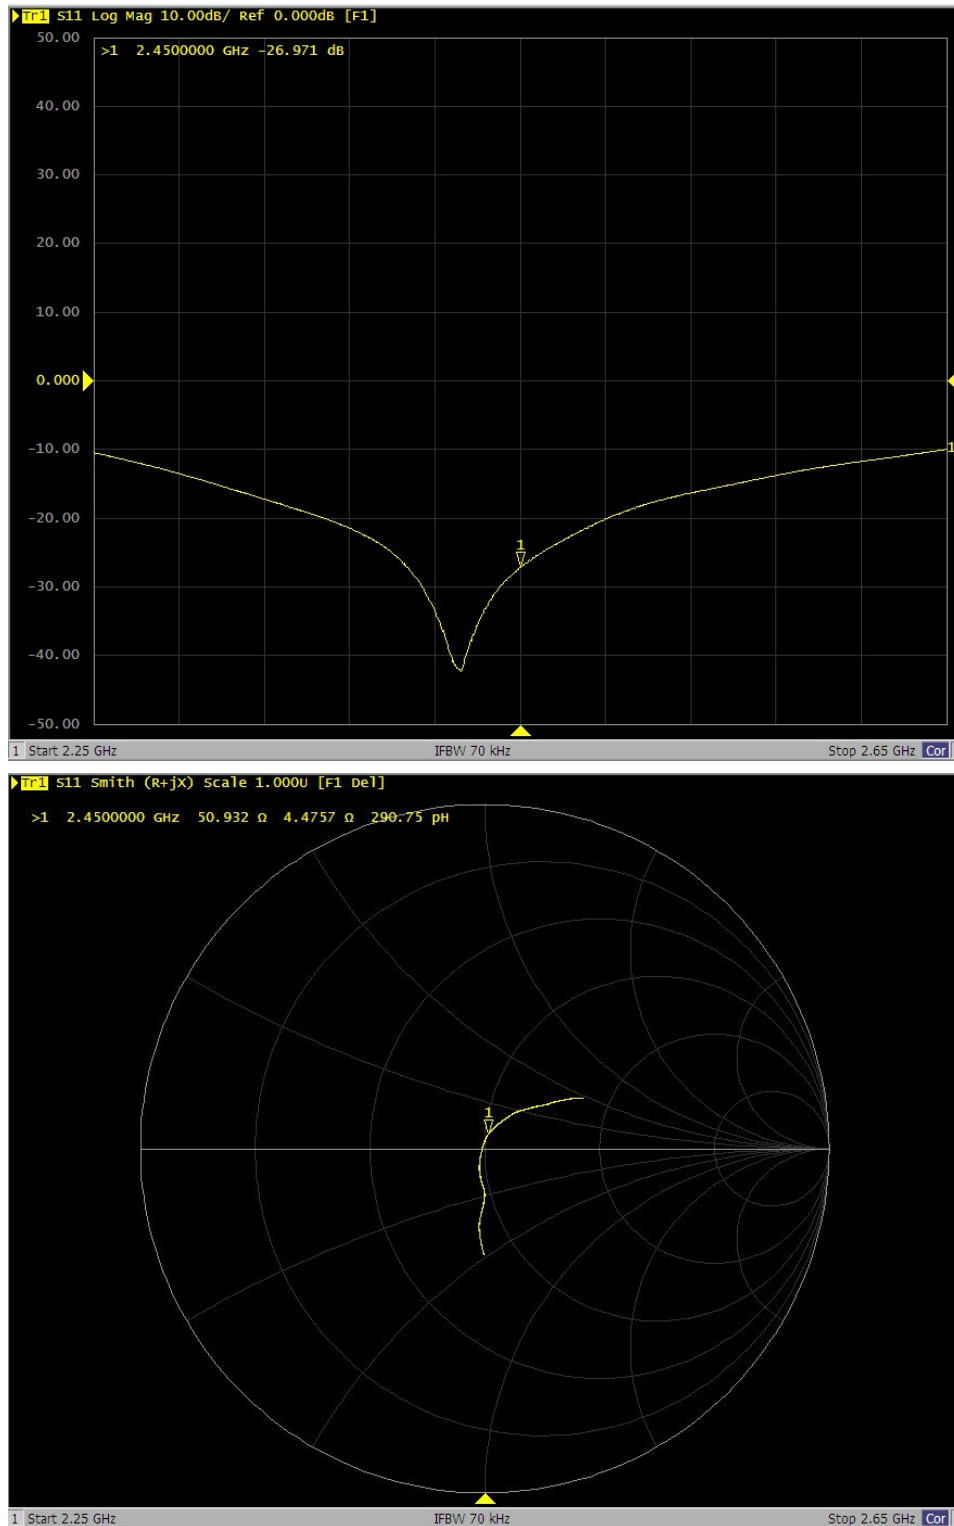 Tr1 S11 Log Mag 10.00dB/ Ref 0.000dB [F1]
50.00
>1 2.4500000 GHz -26.971 dB
40.00
30.00
20.00
10.00
0.000
-10.00
1
-20.00
1
-30.00
-40.00
-50.00
1 Start 2.25 GHz IFBW 70 kHz Stop 2.65 GHz Cor
Tr1 S11 Smith (R+jX) Scale 1.000U [F1 Del]
>1 2.4500000 GHz 50.932 Ω 4.4757 Ω 290.75 pH
1
1 Start 2.25 GHz IFBW 70 kHz Stop 2.65 GHz Cor